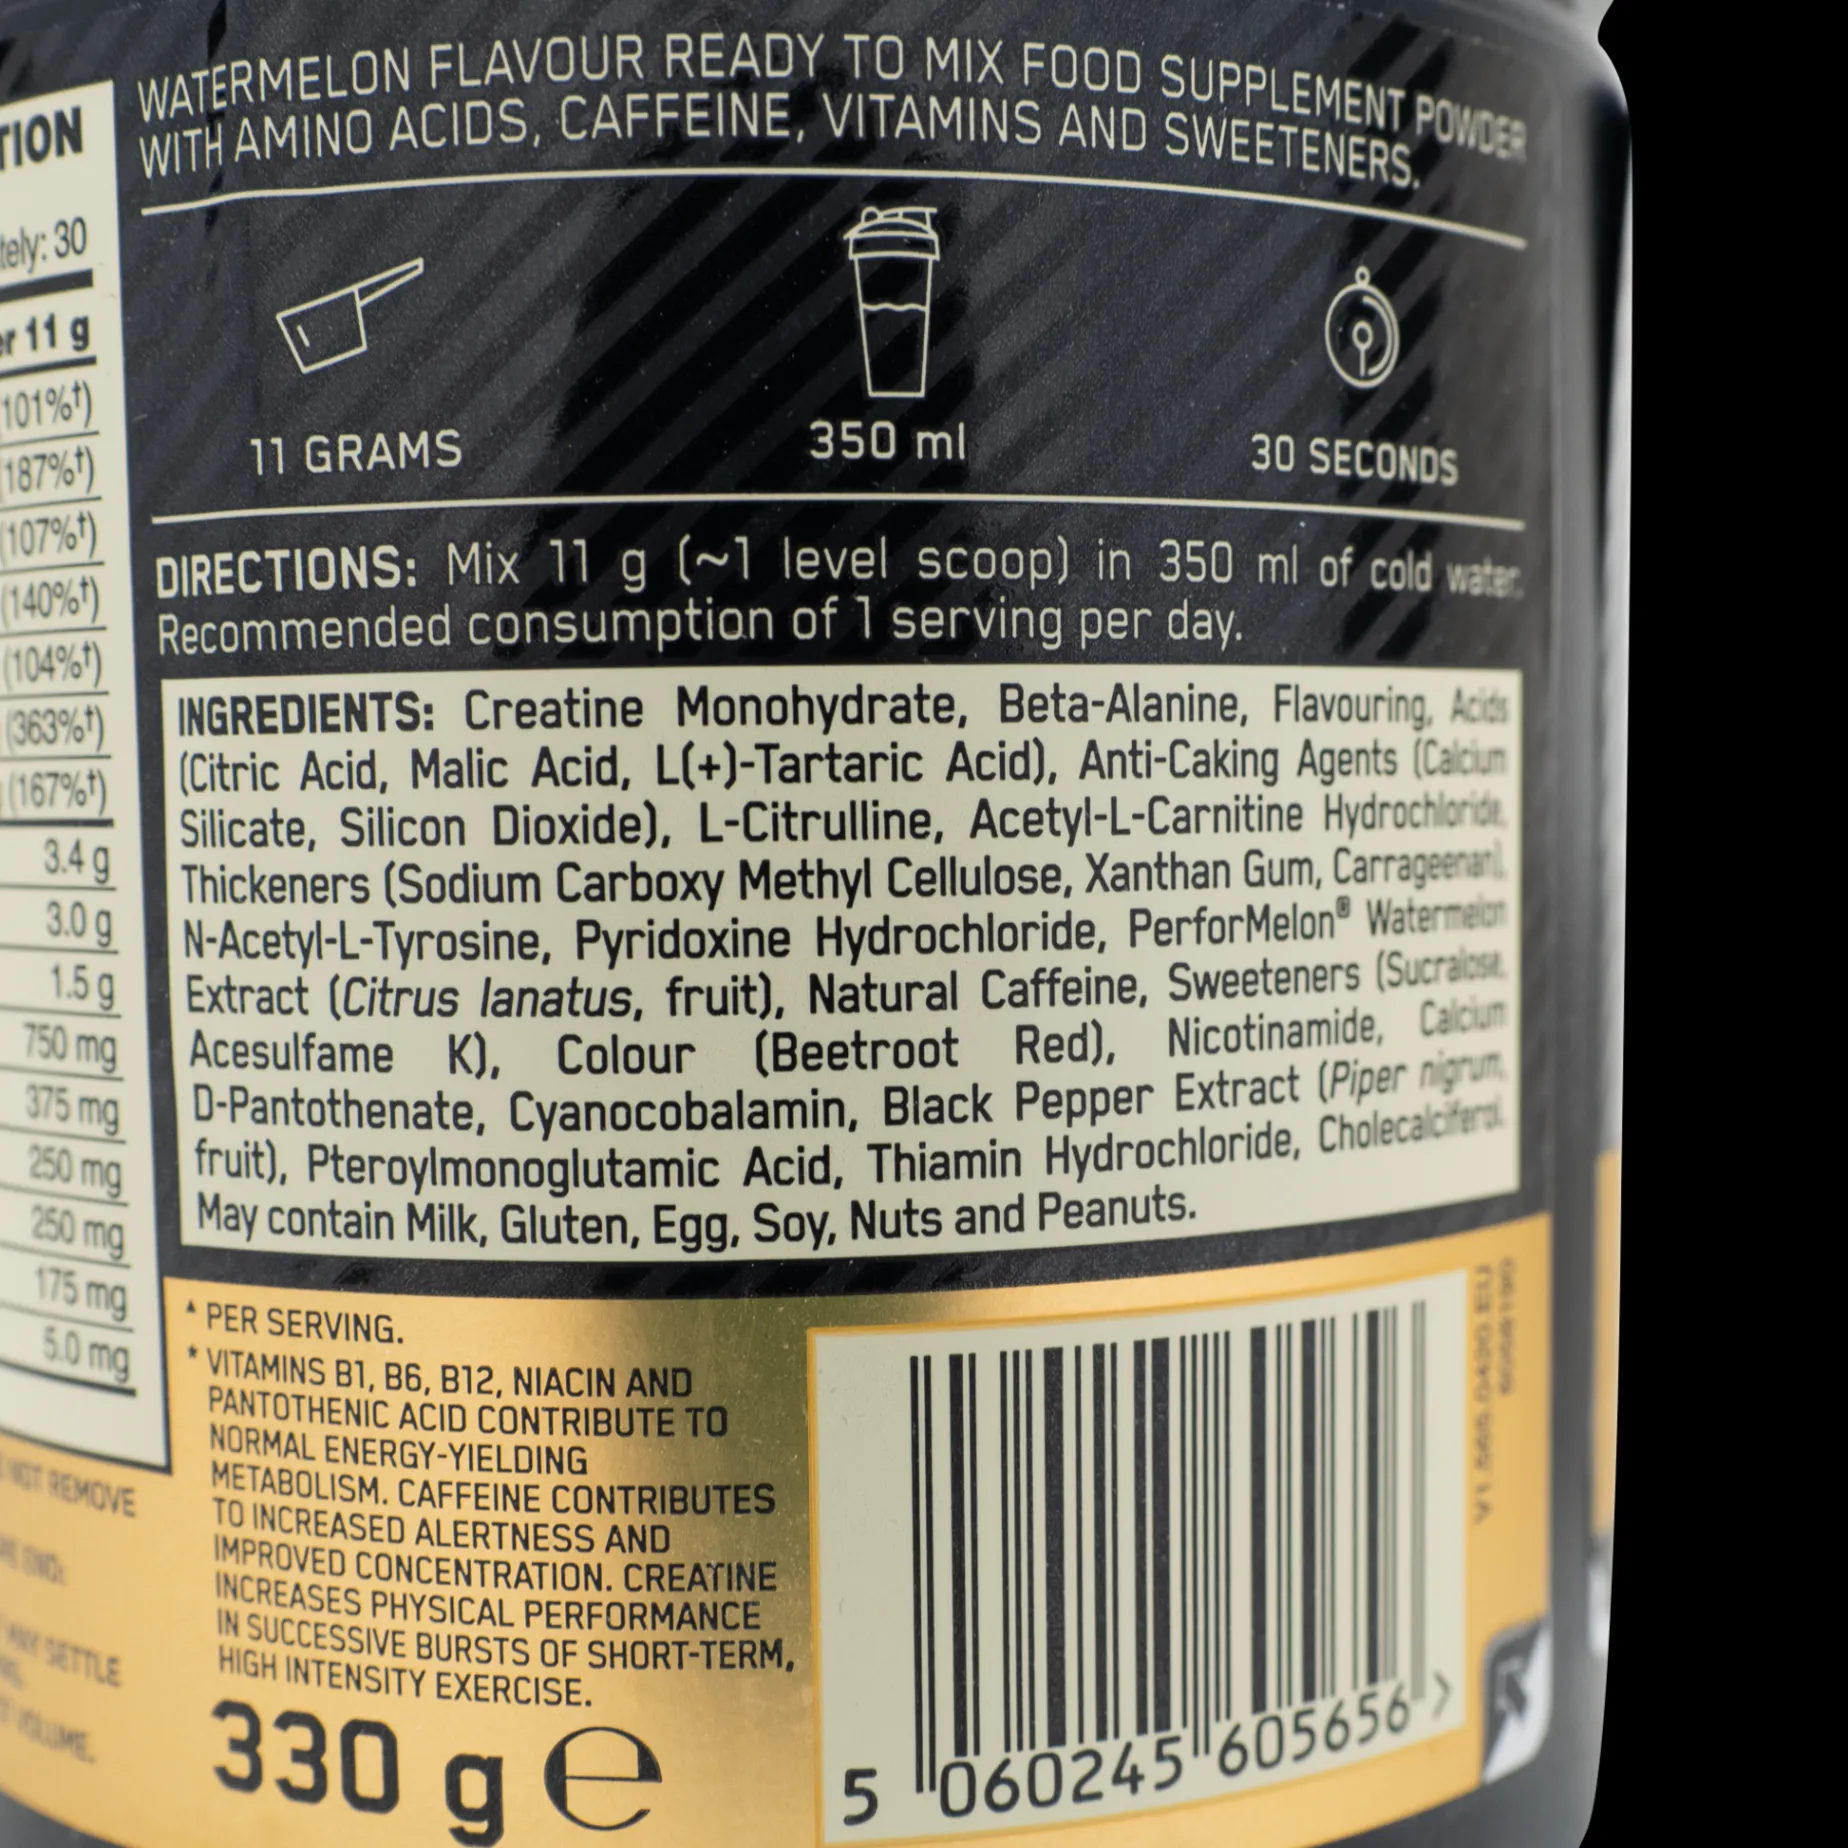 TION
tely: 30
er 11 g
101%†)
187%†)
(107%†)
(140%†)
(104%†)
(363%†)
(167%†)
3.4 g
3.0 g
1.5 g
750 mg
375 mg
250 mg
250 mg
175 mg
5.0 mg
NOT REMOVE
MAY SETTLE
VOLUME.
WATERMELON FLAVOUR READY TO MIX FOOD SUPPLEMENT POWDER
WITH AMINO ACIDS, CAFFEINE, VITAMINS AND SWEETENERS.
11 GRAMS
350 ml
30 SECONDS
DIRECTIONS: Mix 11 g (~1 level scoop) in 350 ml of cold water.
Recommended consumption of 1 serving per day.
INGREDIENTS: Creatine Monohydrate, Beta-Alanine, Flavouring, Acids
(Citric Acid, Malic Acid, L(+)-Tartaric Acid), Anti-Caking Agents (Calcium
Silicate, Silicon Dioxide), L-Citrulline, Acetyl-L-Carnitine Hydrochloride,
Thickeners (Sodium Carboxy Methyl Cellulose, Xanthan Gum, Carrageenan),
N-Acetyl-L-Tyrosine, Pyridoxine Hydrochloride, PerforMelon® Watermelon
Extract (Citrus lanatus, fruit), Natural Caffeine, Sweeteners (Sucralose,
Acesulfame K), Colour (Beetroot Red), Nicotinamide, Calcium
D-Pantothenate, Cyanocobalamin, Black Pepper Extract (Piper nigrum,
fruit), Pteroylmonoglutamic Acid, Thiamin Hydrochloride, Cholecalciferol.
May contain Milk, Gluten, Egg, Soy, Nuts and Peanuts.
▲ PER SERVING.
* VITAMINS B1, B6, B12, NIACIN AND
PANTOTHENIC ACID CONTRIBUTE TO
NORMAL ENERGY-YIELDING
METABOLISM. CAFFEINE CONTRIBUTES
TO INCREASED ALERTNESS AND
IMPROVED CONCENTRATION. CREATINE
INCREASES PHYSICAL PERFORMANCE
IN SUCCESSIVE BURSTS OF SHORT-TERM,
HIGH INTENSITY EXERCISE.
330 g ℮
5 060245 605656 >